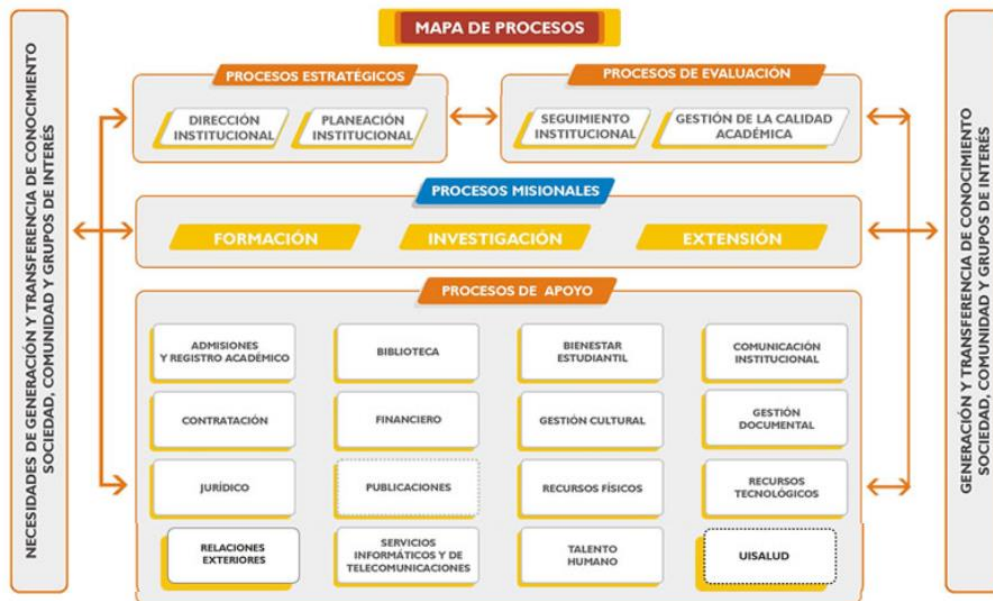 MAPA DE PROCESOS
NECESIDADES DE GENERACIÓN Y TRANSFERENCIA DE CONOCIMIENTO
SOCIEDAD, COMUNIDAD Y GRUPOS DE INTERÉS
PROCESOS ESTRATÉGICOS
DIRECCIÓN
INSTITUCIONAL
PLANEACIÓN
INSTITUCIONAL
PROCESOS DE EVALUACIÓN
SEGUIMIENTO
INSTITUCIONAL
GESTIÓN DE LA CALIDAD
ACADÉMICA
PROCESOS MISIONALES
FORMACIÓN
INVESTIGACIÓN
EXTENSIÓN
PROCESOS DE APOYO
ADMISIONES
Y REGISTRO ACADÉMICO
BIBLIOTECA
BIENESTAR
ESTUDIANTIL
COMUNICACIÓN
INSTITUCIONAL
CONTRATACIÓN
FINANCIERO
GESTIÓN CULTURAL
GESTIÓN
DOCUMENTAL
JURÍDICO
PUBLICACIONES
RECURSOS FÍSICOS
RECURSOS
TECNOLÓGICOS
RELACIONES
EXTERIORES
SERVICIOS
INFORMÁTICOS Y DE
TELECOMUNICACIONES
TALENTO
HUMANO
UISALUD
GENERACIÓN Y TRANSFERENCIA DE CONOCIMIENTO
SOCIEDAD, COMUNIDAD Y GRUPOS DE INTERÉS